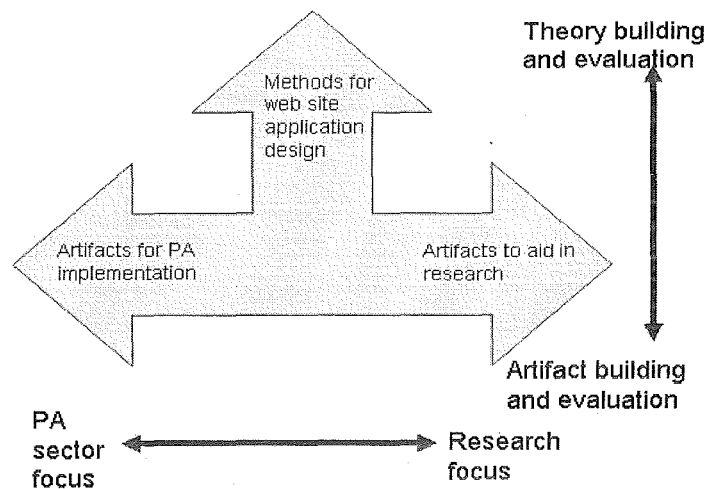 Theory building
and evaluation
Methods for
web site
application
design
Artifacts for PA
implementation
Artifacts to aid in
research
Artifact building
and evaluation
PA
sector
focus
Research
focus